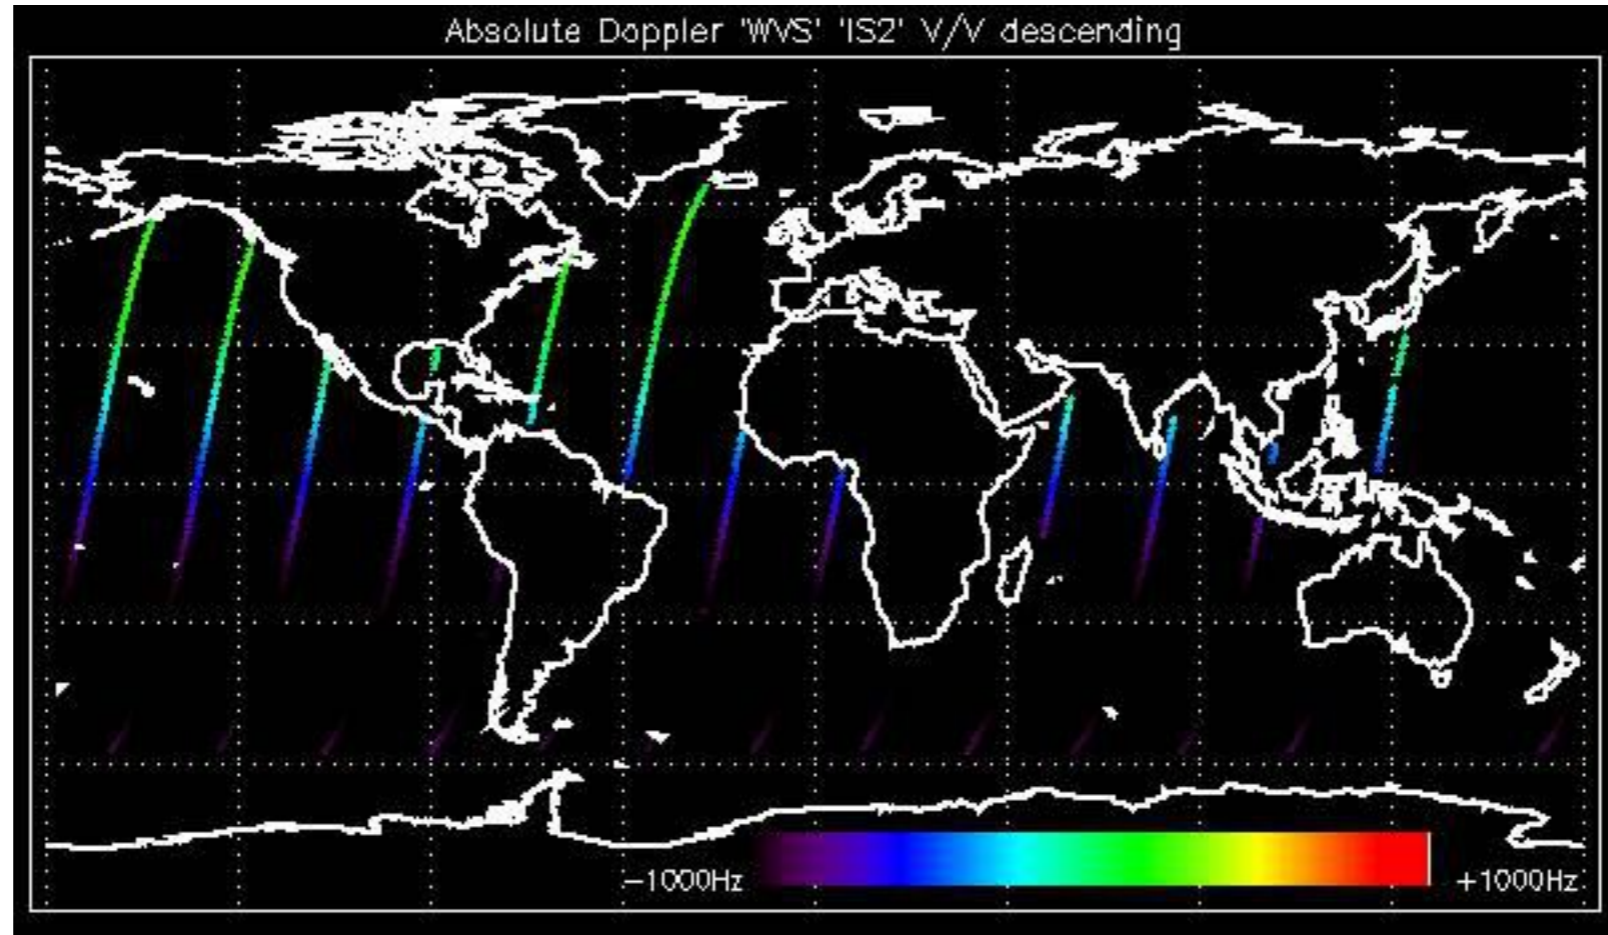 Absolute Doppler 'WVS' 'IS2' V/V descending
−1000Hz
+1000Hz